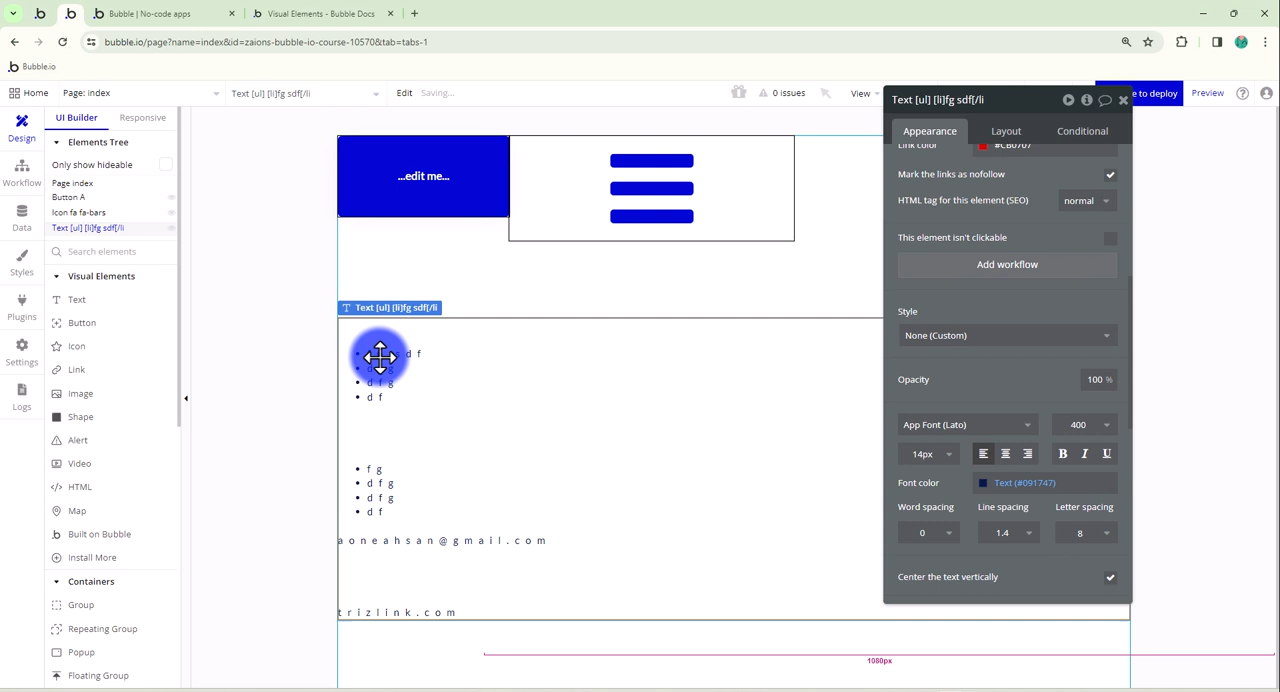 Bubble | No-code apps
Visual Elements - Bubble Docs
bubble.io/page?name=index&id=zaions-bubble-io-course-10570&tab=tabs-1
Bubble.io
Home
Page: index
Text [ul] [li]fg sdf[/li
Edit
Saving...
0 issues
View
e to deploy
Preview
Design
Workflow
Data
Styles
Plugins
Settings
Logs
UI Builder
Responsive
Elements Tree
Only show hideable
Page index
Button A
Icon fa fa-bars
Text [ul] [li]fg sdf[/li
Search elements
Visual Elements
Text
Button
Icon
Link
Image
Shape
Alert
Video
HTML
Map
Built on Bubble
Install More
Containers
Group
Repeating Group
Popup
Floating Group
...edit me...
Text [ul] [li]fg sdf[/li
d f
d f g
d f
f g
d f g
d f g
d f
a o n e a h s a n @ g m a i l . c o m
t r i z l i n k . c o m
1080px
Text [ul] [li]fg sdf[/li
Appearance
Layout
Conditional
Link color
#CB0707
Mark the links as nofollow
HTML tag for this element (SEO)
normal
This element isn't clickable
Add workflow
Style
None (Custom)
Opacity
100 %
App Font (Lato)
400
14px
B I U
Font color
Text (#091747)
Word spacing
Line spacing
Letter spacing
0
1.4
8
Center the text vertically